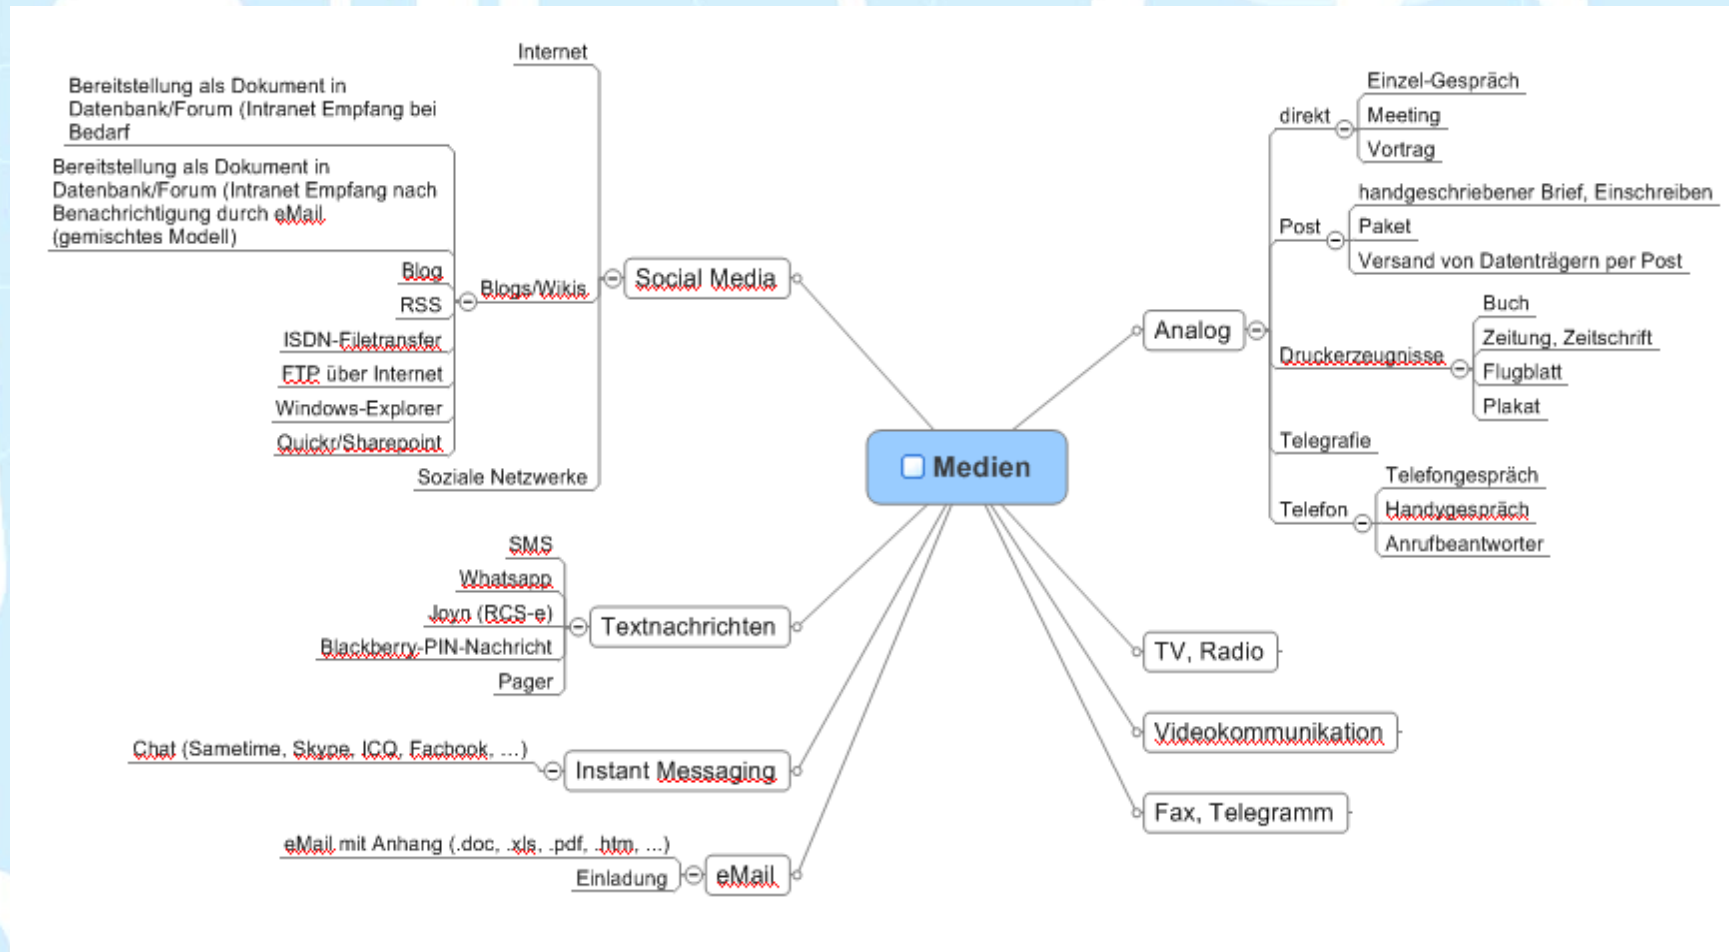 Internet
Bereitstellung als Dokument in
Datenbank/Forum (Intranet Empfang bei
Bedarf
Bereitstellung als Dokument in
Datenbank/Forum (Intranet Empfang nach
Benachrichtigung durch eMail
(gemischtes Modell)
Blog
RSS
ISDN-Filetransfer
FTP über Internet
Windows-Explorer
Quickr/Sharepoint
Blogs/Wikis
Soziale Netzwerke
Social Media
SMS
Whatsapp
Joyn (RCS-e)
Blackberry-PIN-Nachricht
Pager
Textnachrichten
Chat (Sametime, Skype, ICQ, Facbook, ...)
Instant Messaging
eMail mit Anhang (.doc, .xls, .pdf, .htm, ...)
Einladung
eMail
Medien
Analog
direkt
Einzel-Gespräch
Meeting
Vortrag
Post
handgeschriebener Brief, Einschreiben
Paket
Versand von Datenträgern per Post
Druckerzeugnisse
Buch
Zeitung, Zeitschrift
Flugblatt
Plakat
Telegrafie
Telefon
Telefongespräch
Handygespräch
Anrufbeantworter
TV, Radio
Videokommunikation
Fax, Telegramm